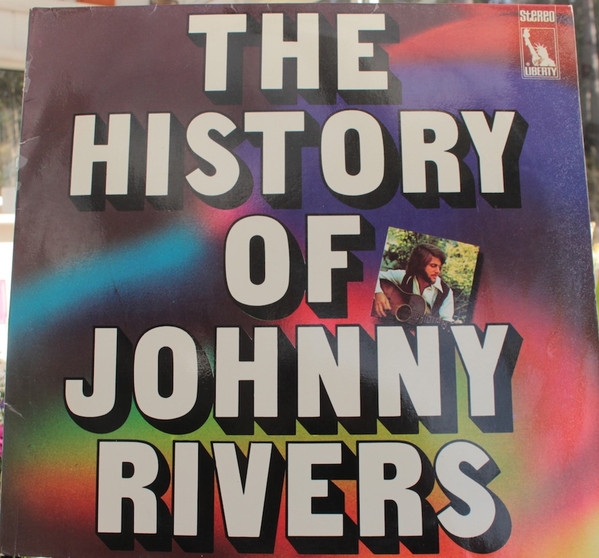 THE
HISTORY
OF
JOHNNY
RIVERS
Stereo
LIBERTY